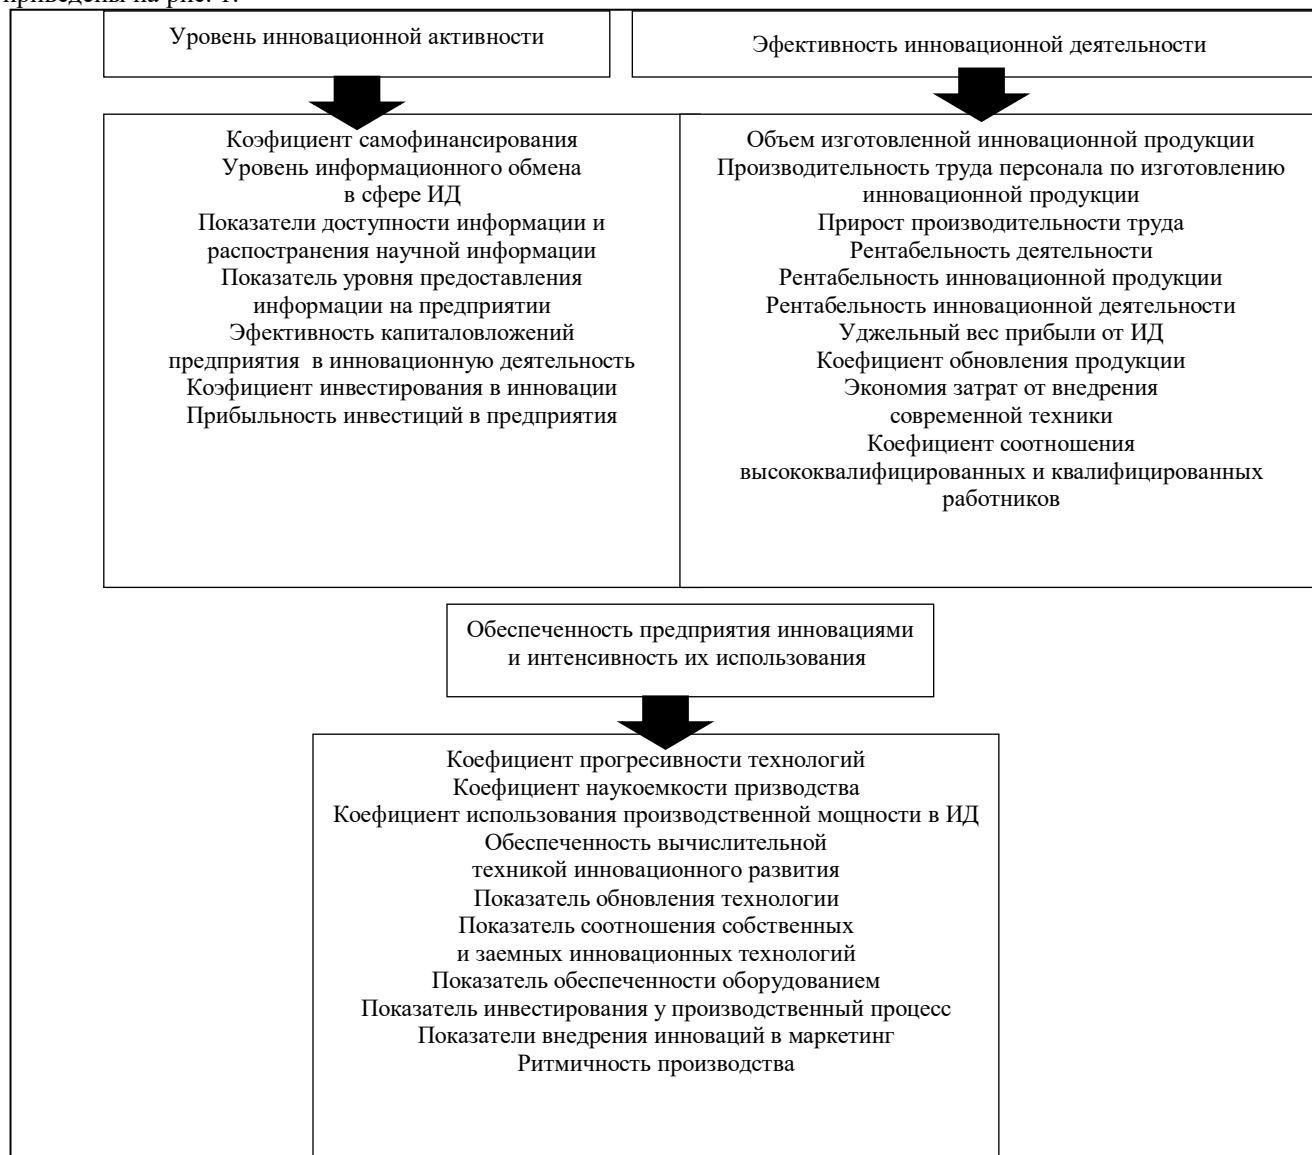 приведены на рис. 1.
Уровень инновационной активности
Эфективность инновационной деятельности
Коэфициент самофинансирования
Уровень информационного обмена
в сфере ИД
Показатели доступности информации и
распостранения научной информации
Показатель уровня предоставления
информации на предприятии
Эфективность капиталовложений
предприятия в инновационную деятельность
Коэфициент инвестирования в инновации
Прибыльность инвестиций в предприятия
Объем изготовленной инновационной продукции
Производительность труда персонала по изготовлению
инновационной продукции
Прирост производительности труда
Рентабельность деятельности
Рентабельность инновационной продукции
Рентабельность инновационной деятельности
Уджельный вес прибыли от ИД
Коефициент обновления продукции
Экономия затрат от внедрения
современной техники
Коефициент соотношения
высококвалифицированных и квалифицированных
работников
Обеспеченность предприятия инновациями
и интенсивность их использования
Коефициент прогресивности технологий
Коефициент наукоемкости призводства
Коефициент использования производственной мощности в ИД
Обеспеченность вычислительной
техникой инновационного развития
Показатель обновления технологии
Показатель соотношения собственных
и заемных инновационных технологий
Показатель обеспеченности оборудованием
Показатель инвестирования у производственный процесс
Показатели внедрения инноваций в маркетинг
Ритмичность производства